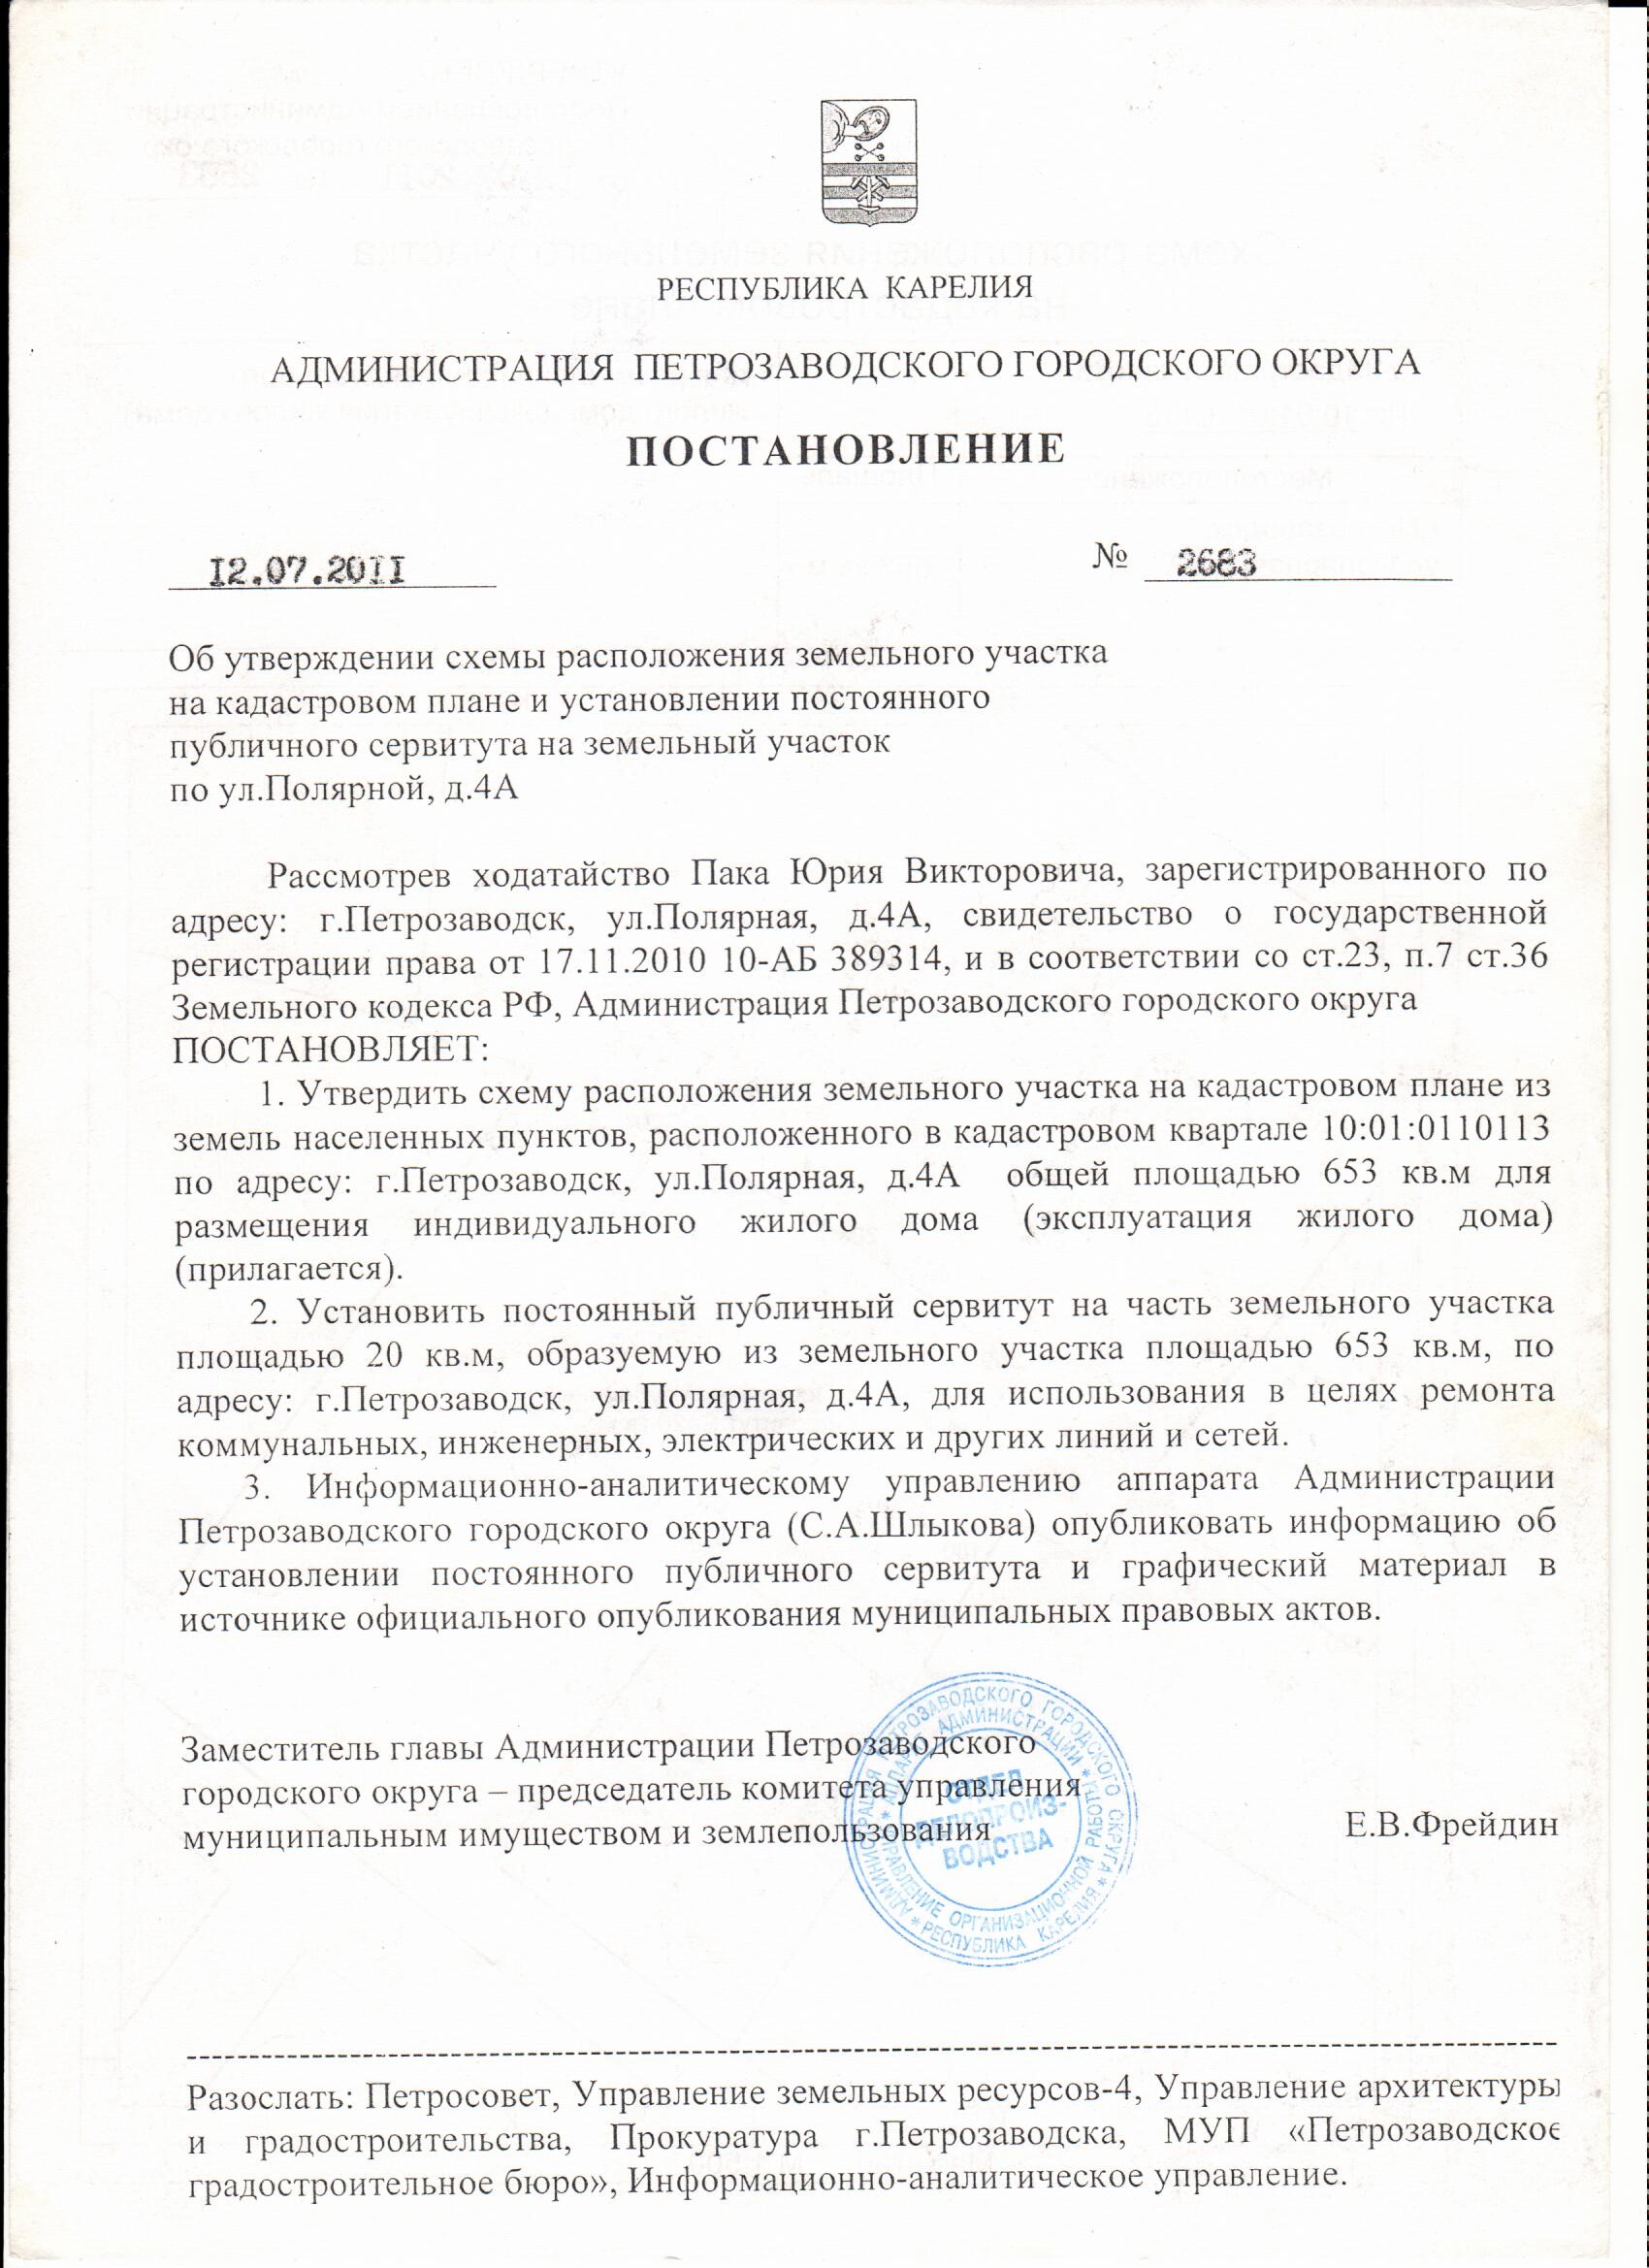 РЕСПУБЛИКА КАРЕЛИЯ
АДМИНИСТРАЦИЯ ПЕТРОЗАВОДСКОГО ГОРОДСКОГО ОКРУГА
ПОСТАНОВЛЕНИЕ
I2.07.20II № 2683
Об утверждении схемы расположения земельного участка
на кадастровом плане и установлении постоянного
публичного сервитута на земельный участок
по ул.Полярной, д.4А
Рассмотрев ходатайство Пака Юрия Викторовича, зарегистрированного по
адресу: г.Петрозаводск, ул.Полярная, д.4А, свидетельство о государственной
регистрации права от 17.11.2010 10-АБ 389314, и в соответствии со ст.23, п.7 ст.36
Земельного кодекса РФ, Администрация Петрозаводского городского округа
ПОСТАНОВЛЯЕТ:
1. Утвердить схему расположения земельного участка на кадастровом плане из
земель населенных пунктов, расположенного в кадастровом квартале 10:01:0110113
по адресу: г.Петрозаводск, ул.Полярная, д.4А общей площадью 653 кв.м для
размещения индивидуального жилого дома (эксплуатация жилого дома)
(прилагается).
2. Установить постоянный публичный сервитут на часть земельного участка
площадью 20 кв.м, образуемую из земельного участка площадью 653 кв.м, по
адресу: г.Петрозаводск, ул.Полярная, д.4А, для использования в целях ремонта
коммунальных, инженерных, электрических и других линий и сетей.
3. Информационно-аналитическому управлению аппарата Администрации
Петрозаводского городского округа (С.А.Шлыкова) опубликовать информацию об
установлении постоянного публичного сервитута и графический материал в
источнике официального опубликования муниципальных правовых актов.
Заместитель главы Администрации Петрозаводского
городского округа – председатель комитета управления
муниципальным имуществом и землепользования Е.В.Фрейдин
АДМИНИСТРАЦИЯ ПЕТРОЗАВОДСКОГО ГОРОДСКОГО ОКРУГА * РЕСПУБЛИКА КАРЕЛИЯ *
АППАРАТ АДМИНИСТРАЦИИ * УПРАВЛЕНИЕ ОРГАНИЗАЦИОННОЙ РАБОТЫ *
ОТДЕЛ
ДЕЛОПРОИЗ-
ВОДСТВА
Разослать: Петросовет, Управление земельных ресурсов-4, Управление архитектуры
и градостроительства, Прокуратура г.Петрозаводска, МУП «Петрозаводское
градостроительное бюро», Информационно-аналитическое управление.